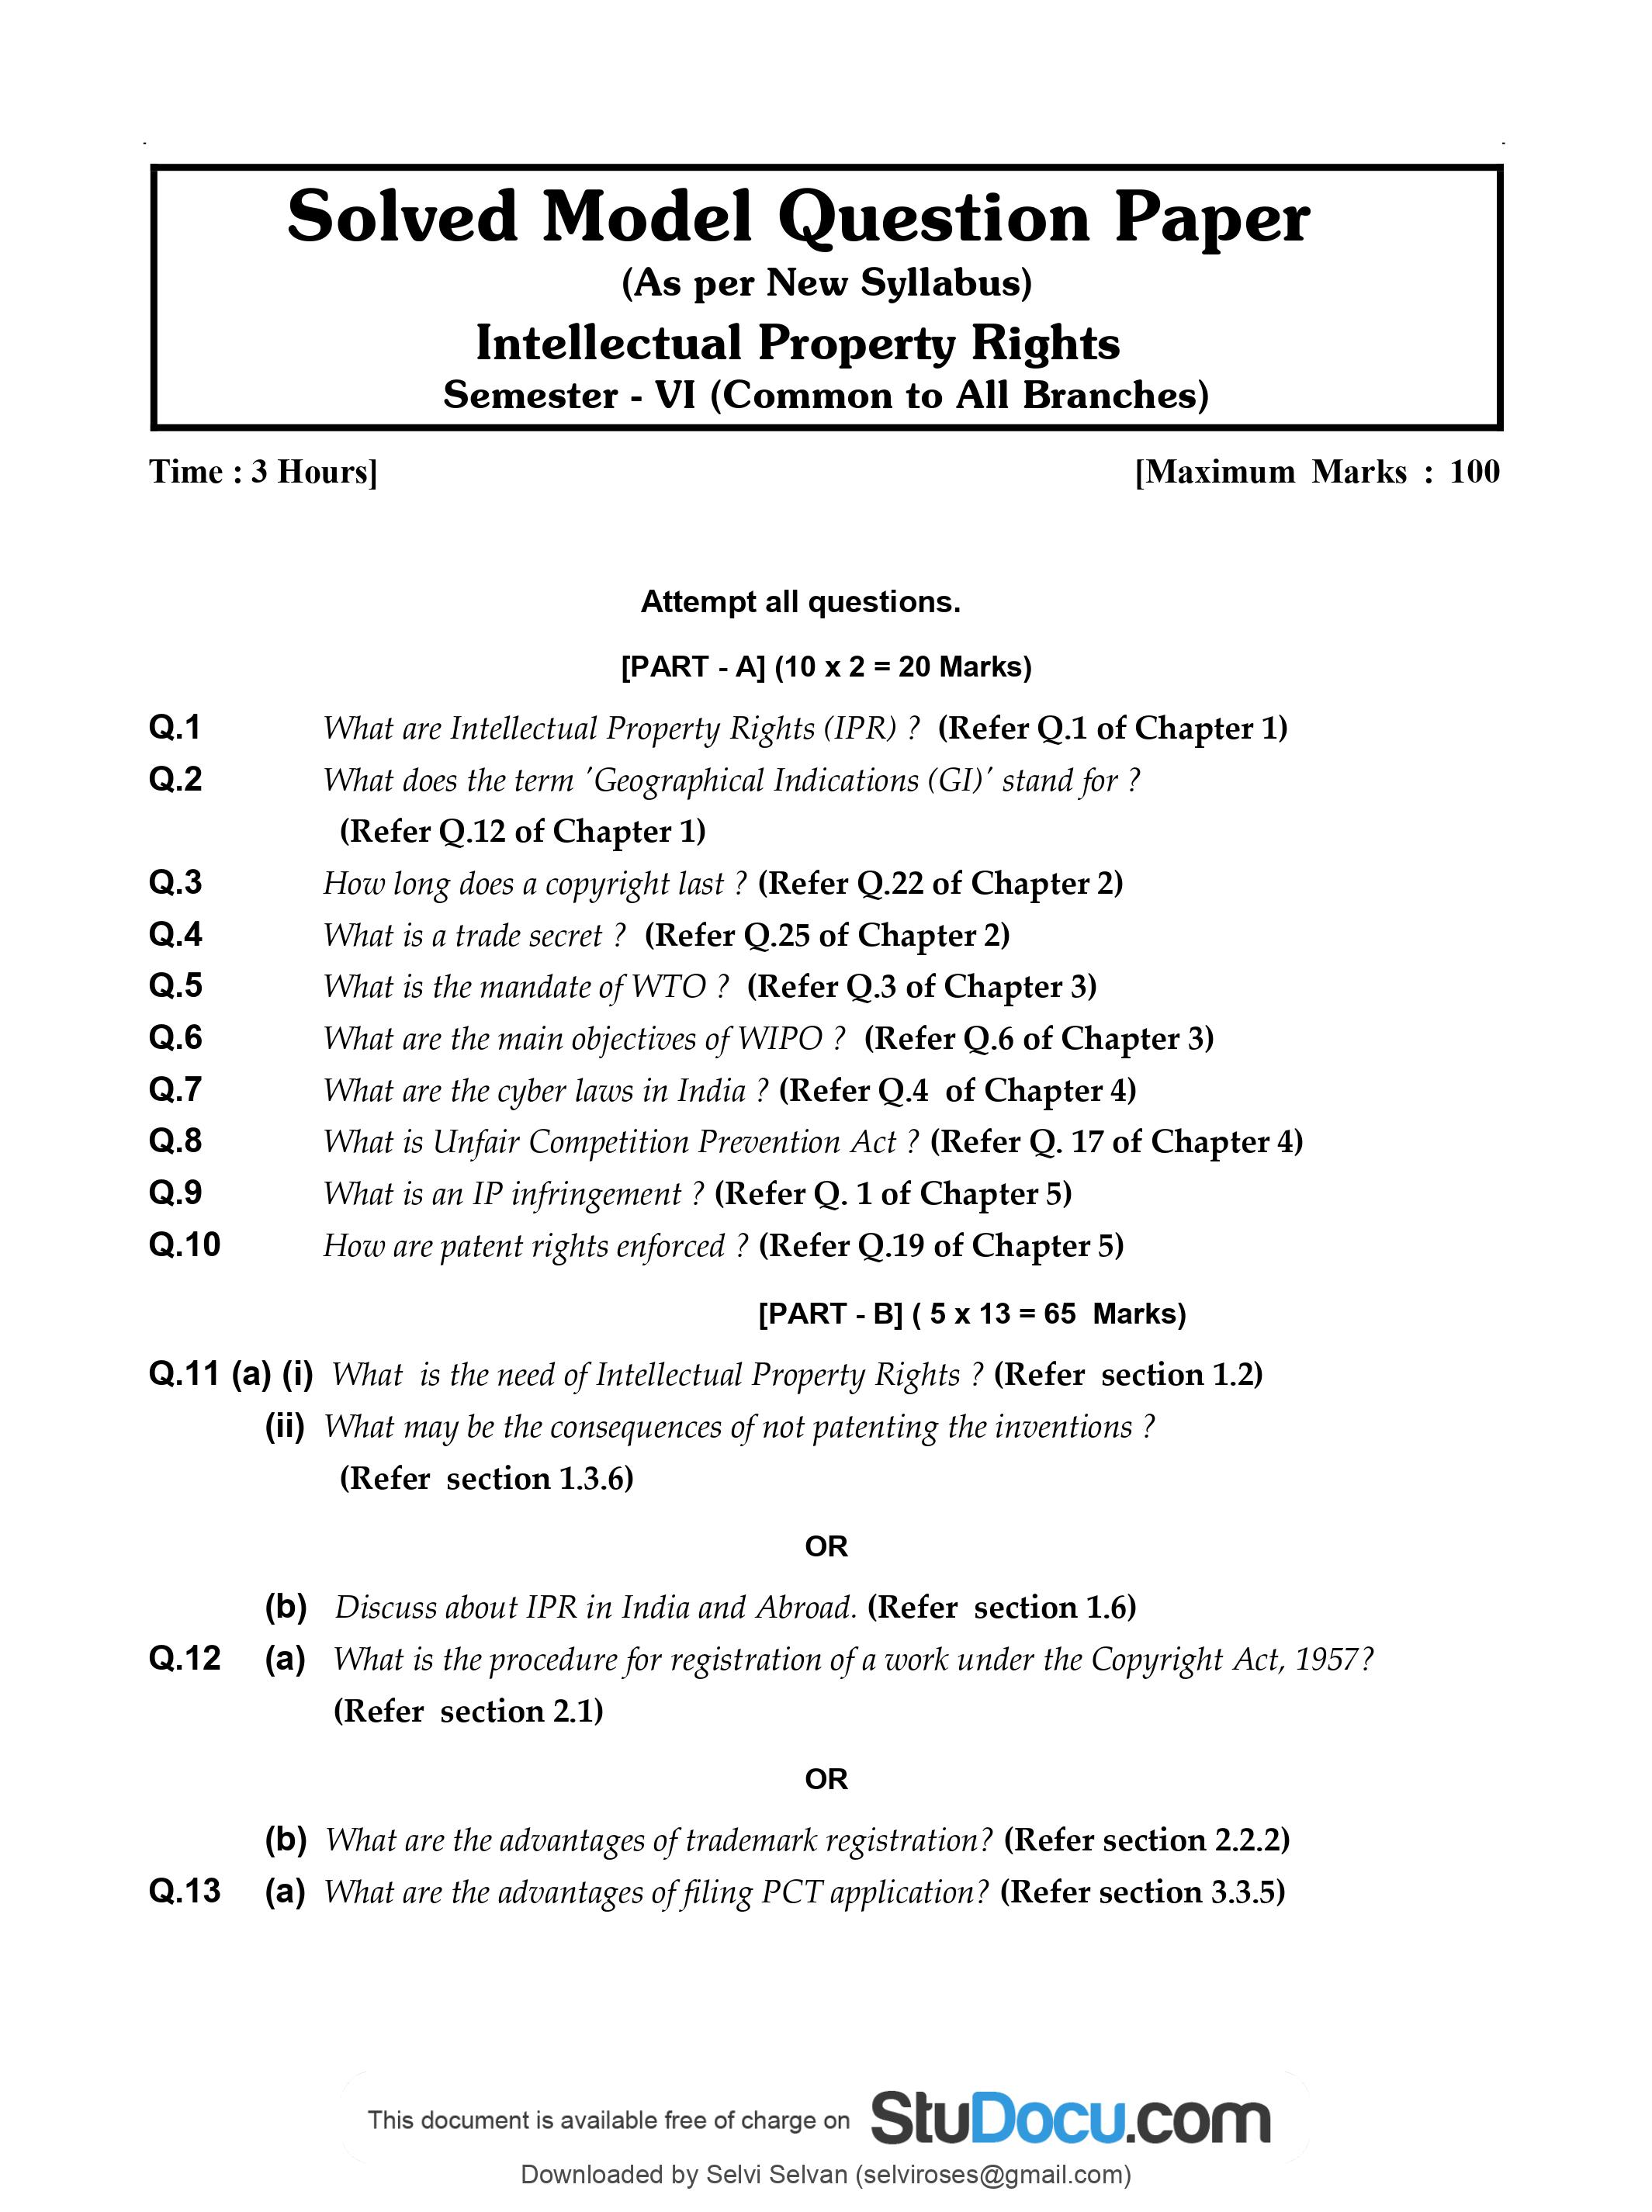 Solved Model Question Paper
(As per New Syllabus)
Intellectual Property Rights
Semester - VI (Common to All Branches)
Time : 3 Hours] [Maximum Marks : 100
Attempt all questions.
[PART - A] (10 x 2 = 20 Marks)
Q.1 What are Intellectual Property Rights (IPR) ? (Refer Q.1 of Chapter 1)
Q.2 What does the term 'Geographical Indications (GI)' stand for ?
(Refer Q.12 of Chapter 1)
Q.3 How long does a copyright last ? (Refer Q.22 of Chapter 2)
Q.4 What is a trade secret ? (Refer Q.25 of Chapter 2)
Q.5 What is the mandate of WTO ? (Refer Q.3 of Chapter 3)
Q.6 What are the main objectives of WIPO ? (Refer Q.6 of Chapter 3)
Q.7 What are the cyber laws in India ? (Refer Q.4 of Chapter 4)
Q.8 What is Unfair Competition Prevention Act ? (Refer Q. 17 of Chapter 4)
Q.9 What is an IP infringement ? (Refer Q. 1 of Chapter 5)
Q.10 How are patent rights enforced ? (Refer Q.19 of Chapter 5)
[PART - B] ( 5 x 13 = 65 Marks)
Q.11 (a) (i) What is the need of Intellectual Property Rights ? (Refer section 1.2)
(ii) What may be the consequences of not patenting the inventions ?
(Refer section 1.3.6)
OR
(b) Discuss about IPR in India and Abroad. (Refer section 1.6)
Q.12 (a) What is the procedure for registration of a work under the Copyright Act, 1957?
(Refer section 2.1)
OR
(b) What are the advantages of trademark registration? (Refer section 2.2.2)
Q.13 (a) What are the advantages of filing PCT application? (Refer section 3.3.5)
This document is available free of charge on StuDocu.com
Downloaded by Selvi Selvan (selviroses@gmail.com)